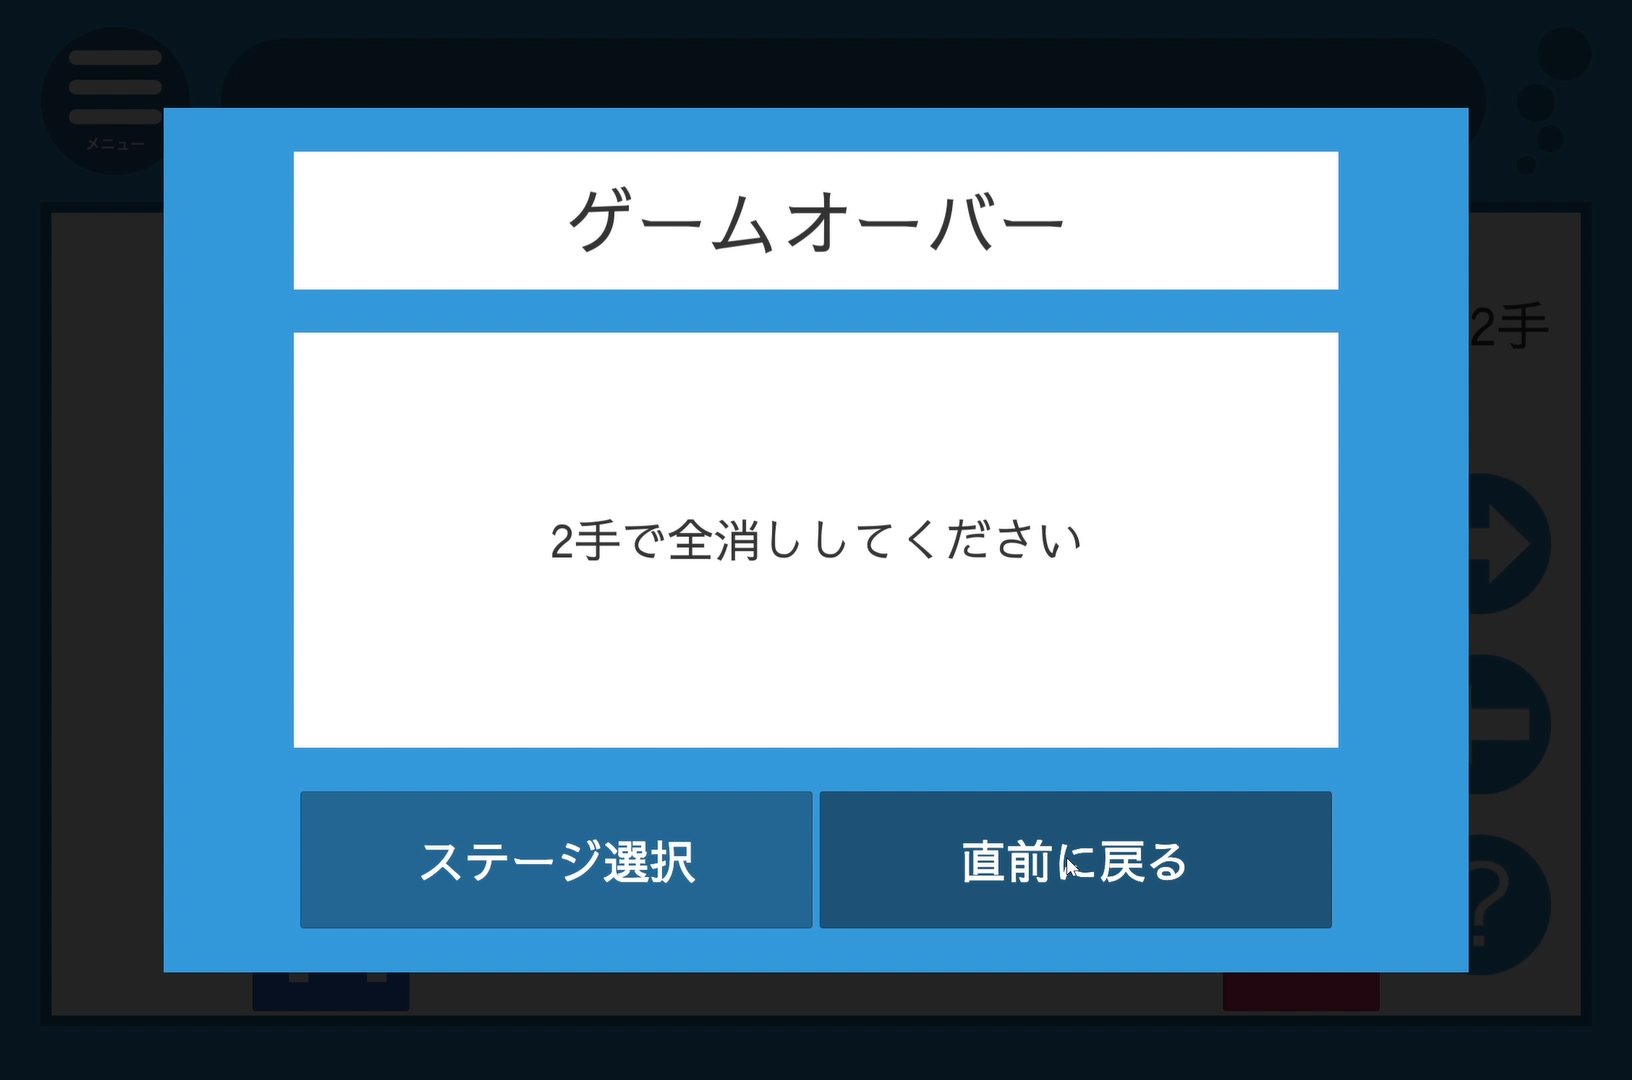 メニュー
ゲームオーバー
2手
2手で全消ししてください
ステージ選択
直前に戻る
?